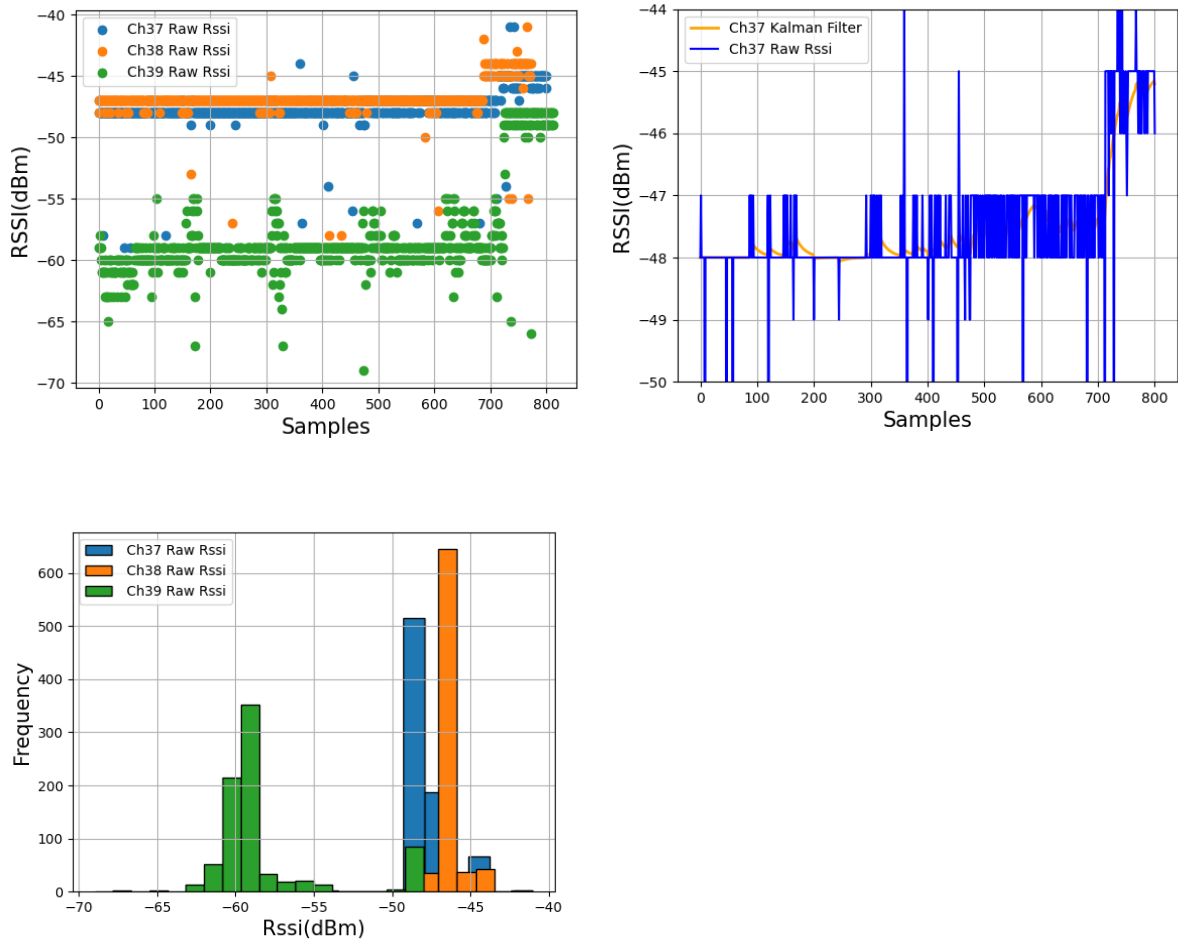 −40
−45
−50
−55
−60
−65
−70
RSSI(dBm)
Ch37 Raw Rssi
Ch38 Raw Rssi
Ch39 Raw Rssi
0 100 200 300 400 500 600 700 800
Samples
−44
−45
−46
−47
−48
−49
−50
RSSI(dBm)
Ch37 Kalman Filter
Ch37 Raw Rssi
0 100 200 300 400 500 600 700 800
Samples
600
500
400
300
200
100
0
Frequency
Ch37 Raw Rssi
Ch38 Raw Rssi
Ch39 Raw Rssi
−70 −65 −60 −55 −50 −45 −40
Rssi(dBm)